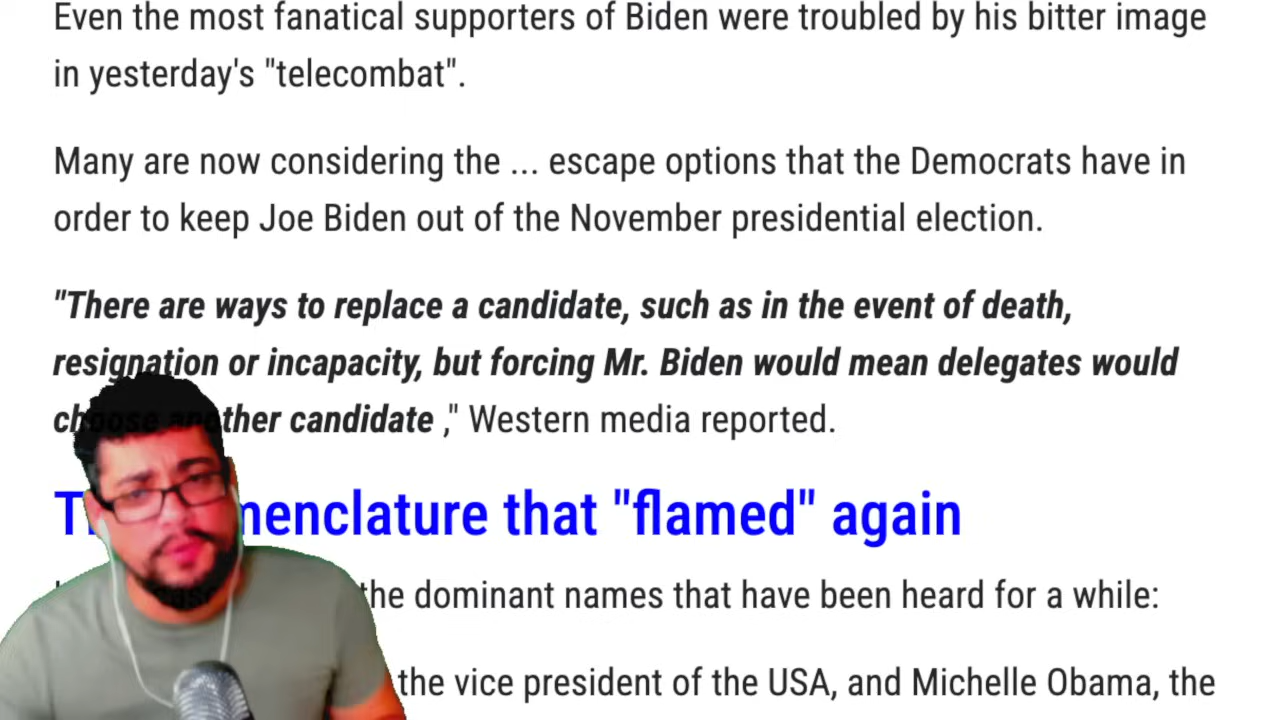 Even the most fanatical supporters of Biden were troubled by his bitter image
in yesterday's "telecombat".
Many are now considering the ... escape options that the Democrats have in
order to keep Joe Biden out of the November presidential election.
"There are ways to replace a candidate, such as in the event of death,
resignation or incapacity, but forcing Mr. Biden would mean delegates would
choose another candidate ," Western media reported.
that "flamed" again
the dominant names that have been heard for a while:
the vice president of the USA, and Michelle Obama, the